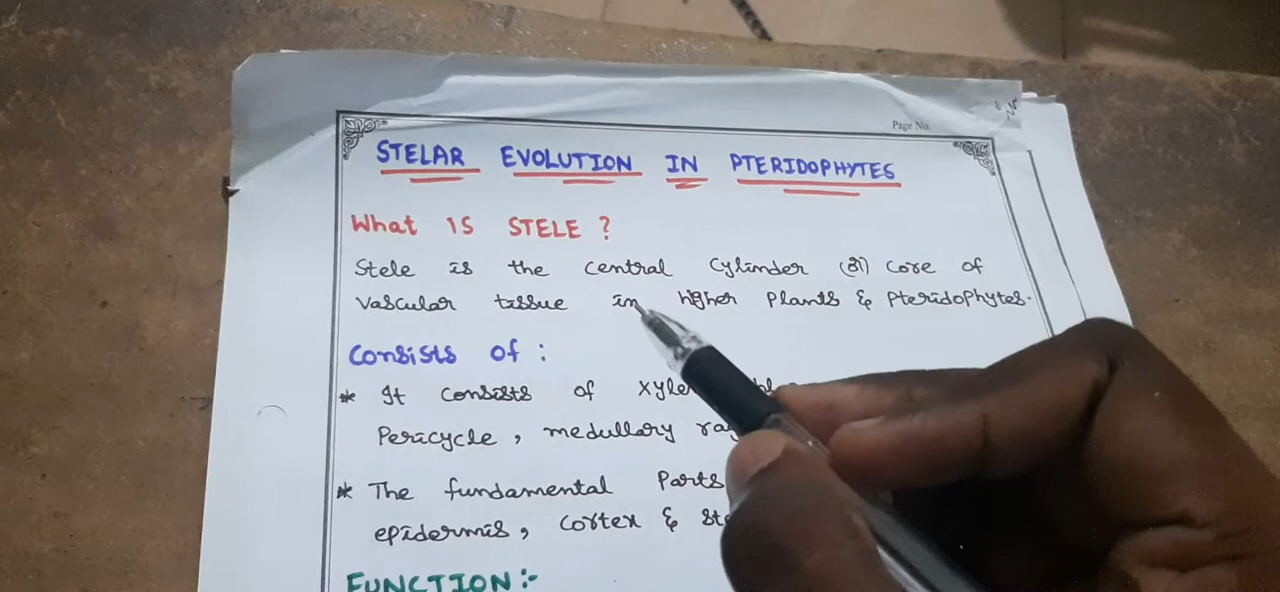 Page No.
STELAR EVOLUTION IN PTERIDOPHYTES
What IS STELE ?
Stele is the central Cylinder (or) Core of
Vascular tissue in higher Plants & Pteridophytes.
Consists of :
* It consists of
Pericycle , medullary
* The fundamental Parts
epidermis , Cortex &
FUNCTION :-